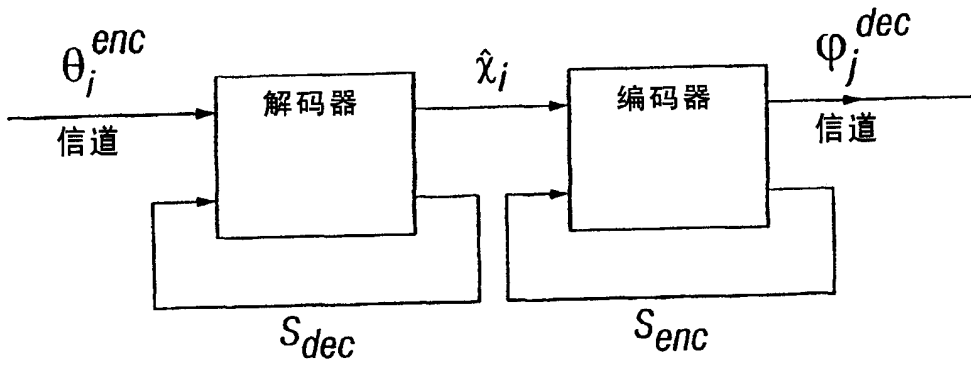 θ_i^enc
信道
解码器
χ̂_i
编码器
φ_j^dec
信道
S_dec
S_enc